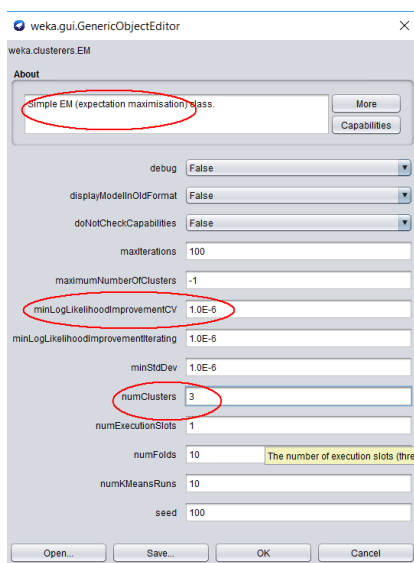 weka.gui.GenericObjectEditor
weka.clusterers.EM
About
Simple EM (expectation maximisation) class.
More
Capabilities
debug False
displayModelInOldFormat False
doNotCheckCapabilities False
maxIterations 100
maximumNumberOfClusters -1
minLogLikelihoodImprovementCV 1.0E-6
minLogLikelihoodImprovementIterating 1.0E-6
minStdDev 1.0E-6
numClusters 3
numExecutionSlots 1
numFolds 10 The number of execution slots (thre
numKMeansRuns 10
seed 100
Open... Save... OK Cancel